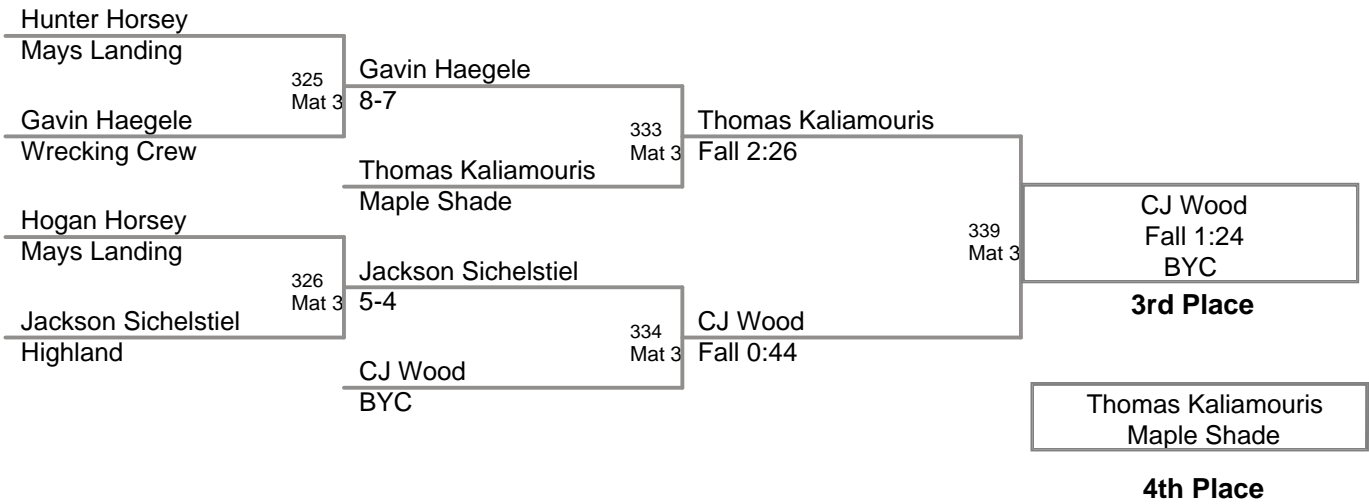 Hunter Horsey
Mays Landing
325
Mat 3
Gavin Haegele
8-7
Gavin Haegele
Wrecking Crew
333
Mat 3
Thomas Kaliamouris
Fall 2:26
Thomas Kaliamouris
Maple Shade
Hogan Horsey
Mays Landing
326
Mat 3
Jackson Sichelstiel
5-4
Jackson Sichelstiel
Highland
334
Mat 3
CJ Wood
Fall 0:44
CJ Wood
BYC
339
Mat 3
CJ Wood
Fall 1:24
BYC
3rd Place
Thomas Kaliamouris
Maple Shade
4th Place